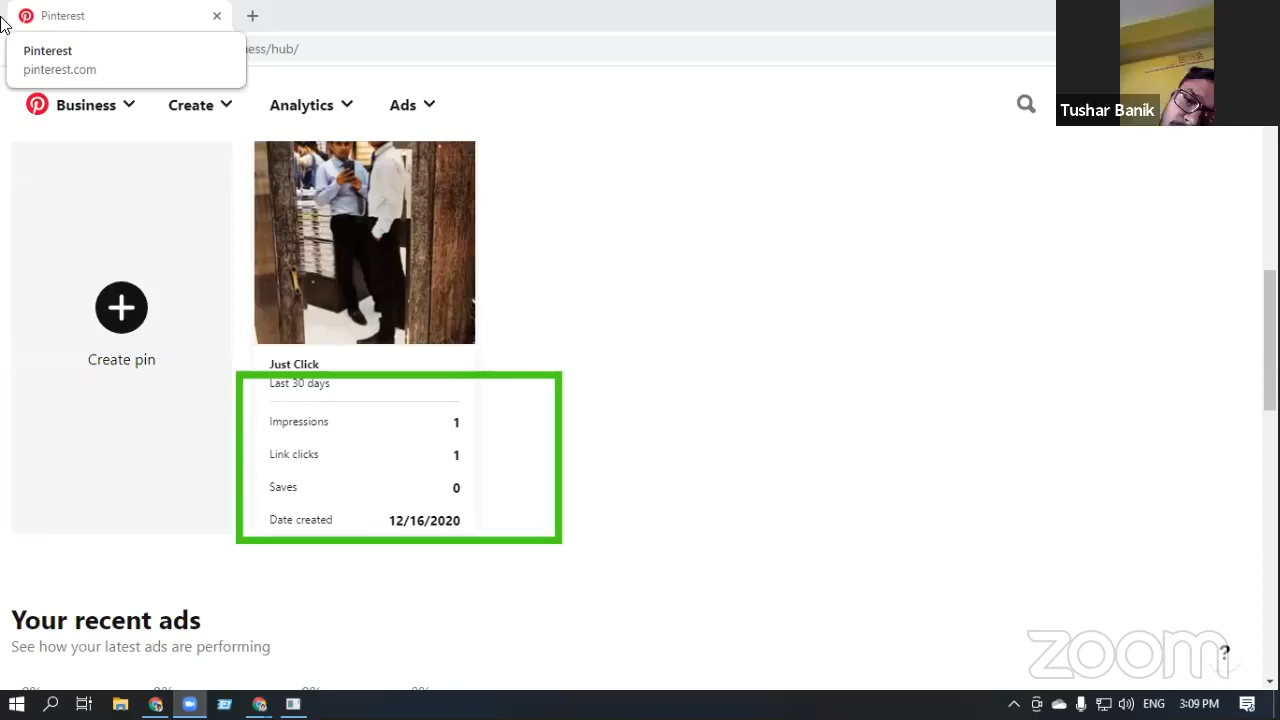 Pinterest
Pinterest
pinterest.com
ess/hub/
Business
Create
Analytics
Ads
Tushar Banik
Create pin
Just Click
Last 30 days
Impressions 1
Link clicks 1
Saves 0
Date created 12/16/2020
Your recent ads
See how your latest ads are performing
zoom
?
ENG 3:09 PM